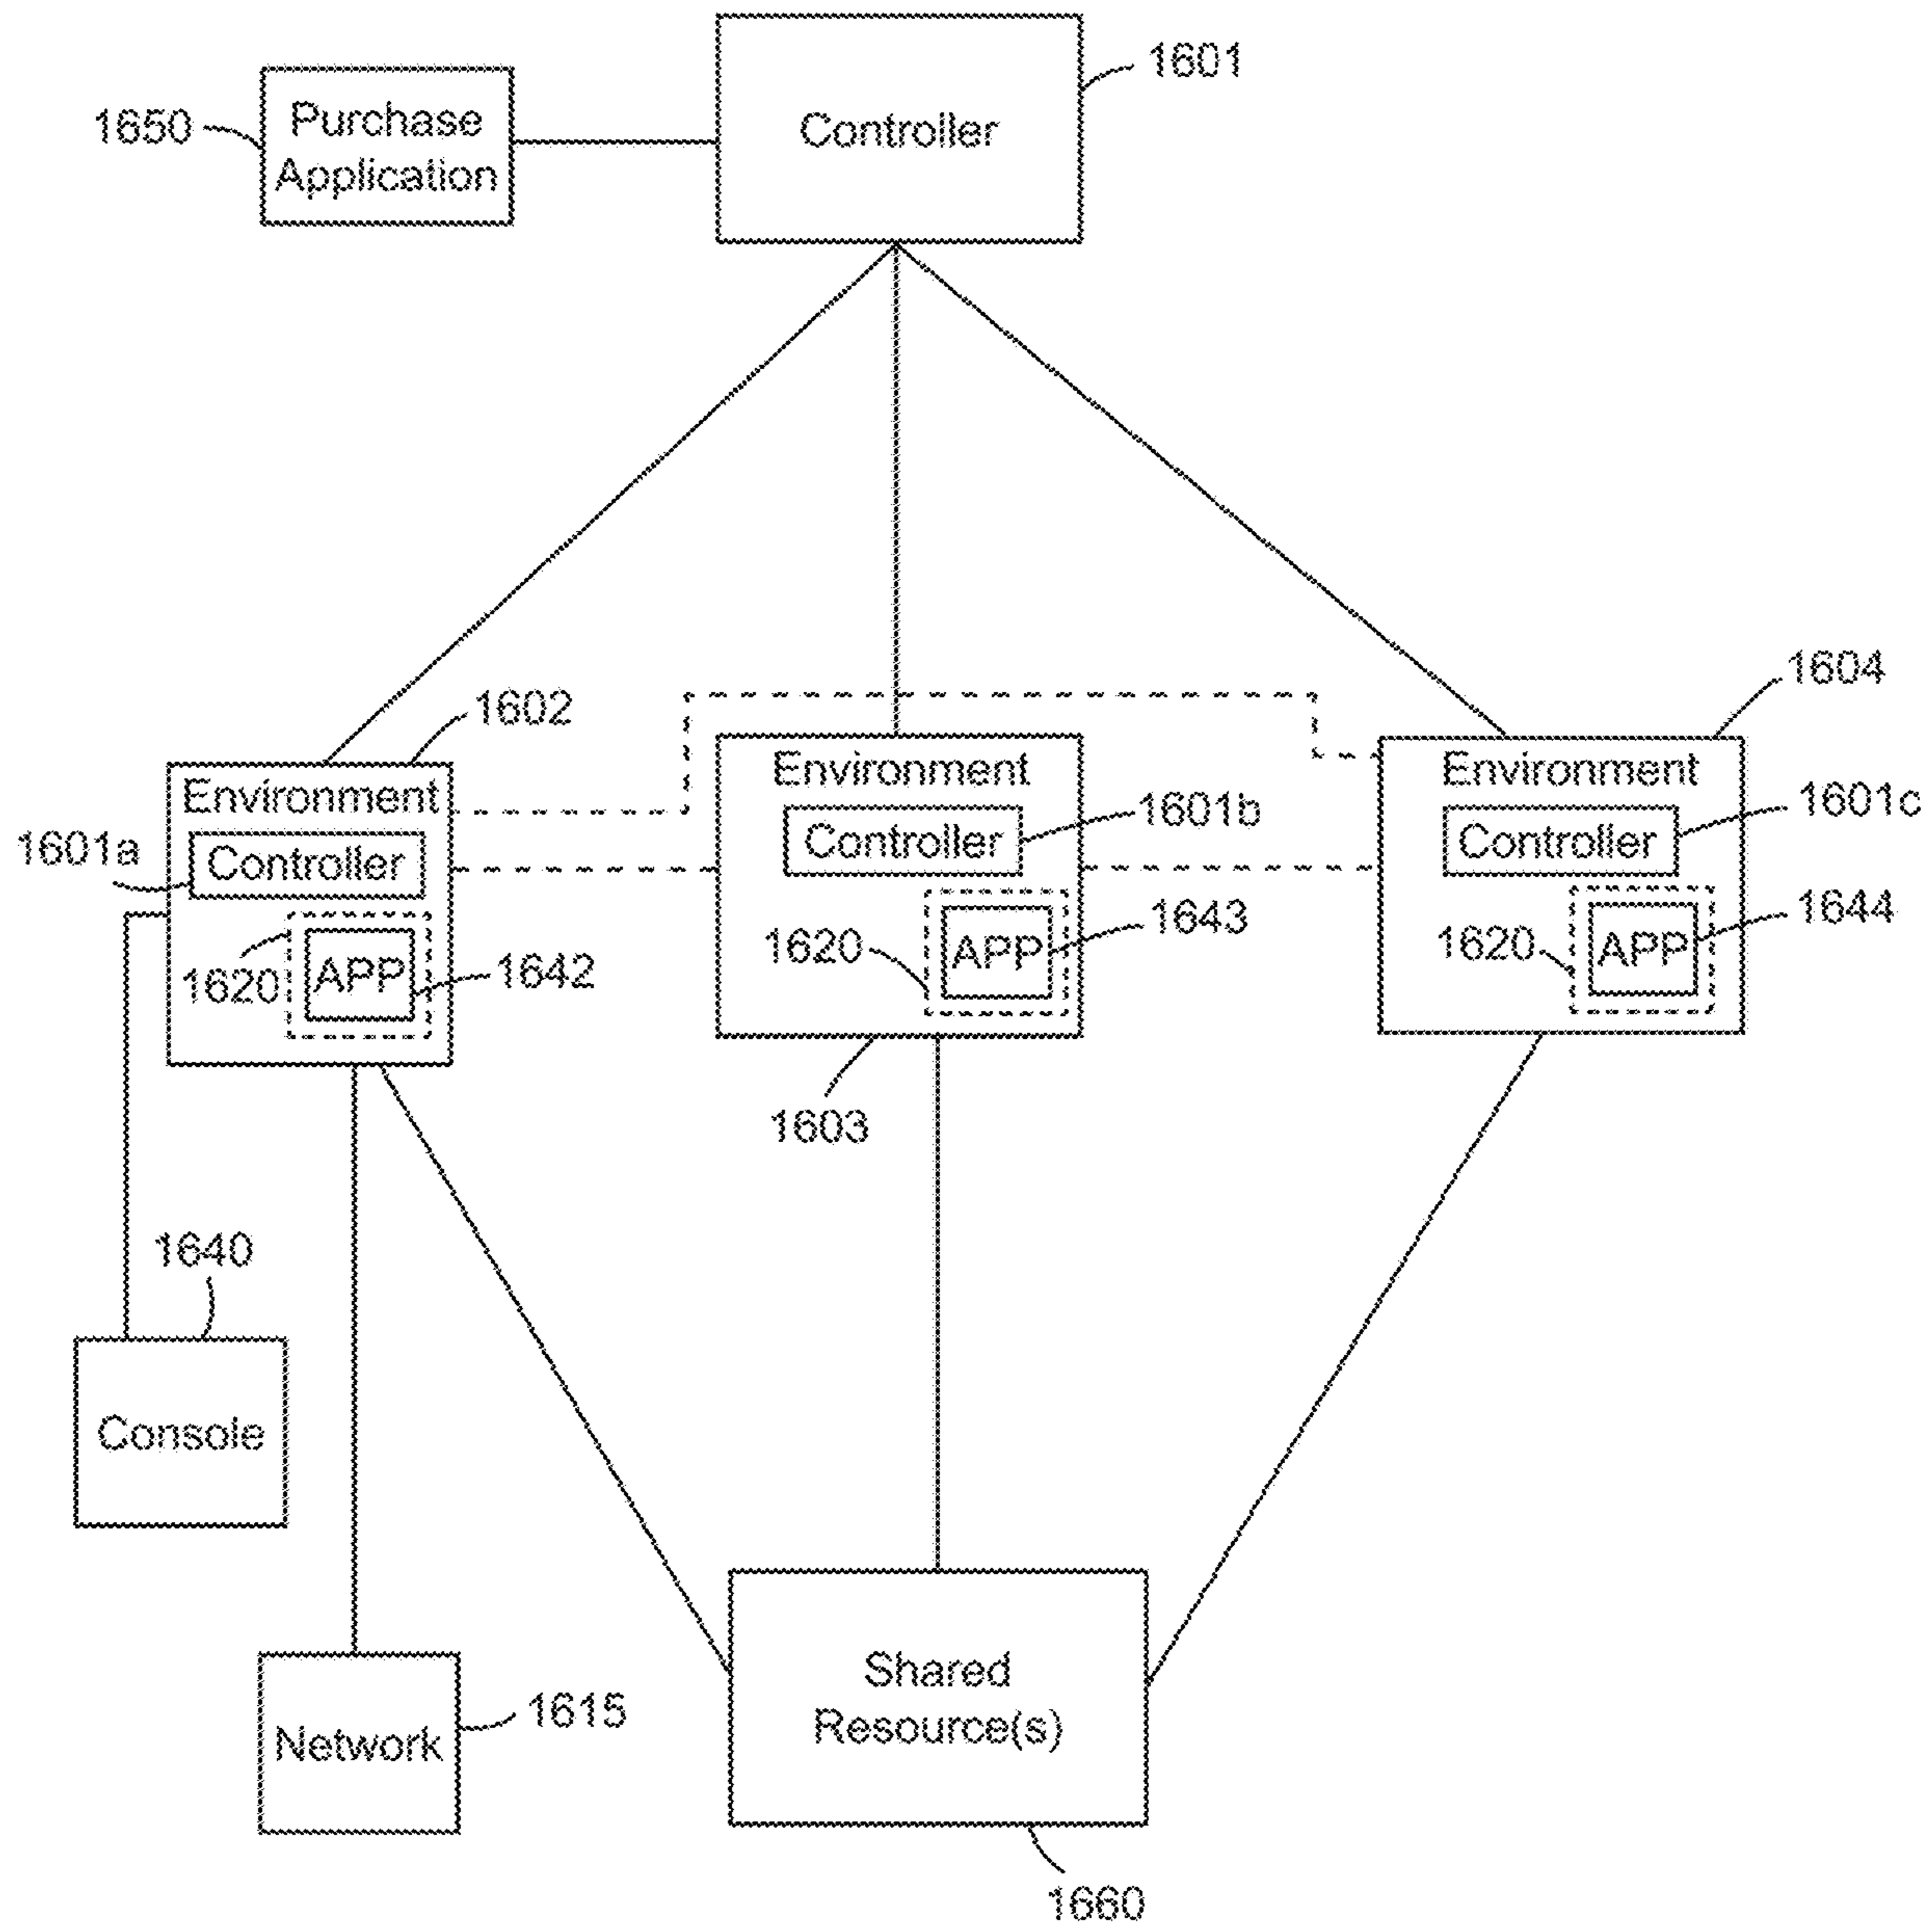 1601
Controller
1650
Purchase
Application
1602
1604
Environment
Environment
Environment
1601a
Controller
Controller
1601b
Controller
1601c
1620
APP
1642
1620
APP
1643
1620
APP
1644
1603
1640
Console
Network
1615
Shared
Resource(s)
1660